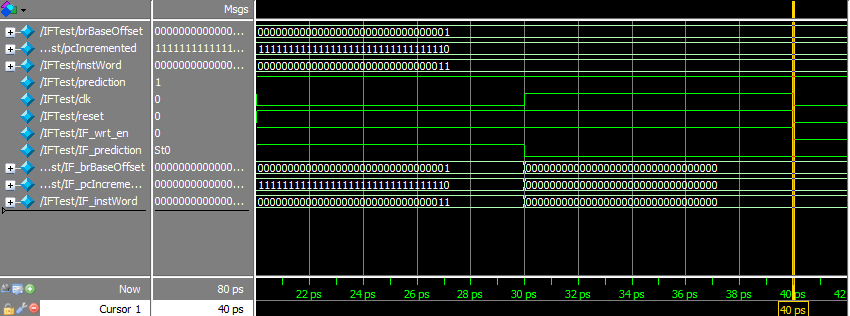 Msgs
/IFTest/brBaseOffset 0000000000000... 00000000000000000000000000000001
...st/pcIncremented 1111111111111... 11111111111111111111111111111110
/IFTest/instWord 0000000000000... 00000000000000000000000000000011
/IFTest/prediction 1
/IFTest/clk 0
/IFTest/reset 0
/IFTest/IF_wrt_en 0
/IFTest/IF_prediction St0
...st/IF_brBaseOffset 0000000000000... 00000000000000000000000000000001 00000000000000000000000000000000
...st/IF_pcIncreme... 1111111111111... 11111111111111111111111111111110 00000000000000000000000000000000
/IFTest/IF_instWord 0000000000000... 00000000000000000000000000000011 00000000000000000000000000000000
Now 80 ps 22 ps 24 ps 26 ps 28 ps 30 ps 32 ps 34 ps 36 ps 38 ps 40 ps 42
Cursor 1 40 ps 40 ps